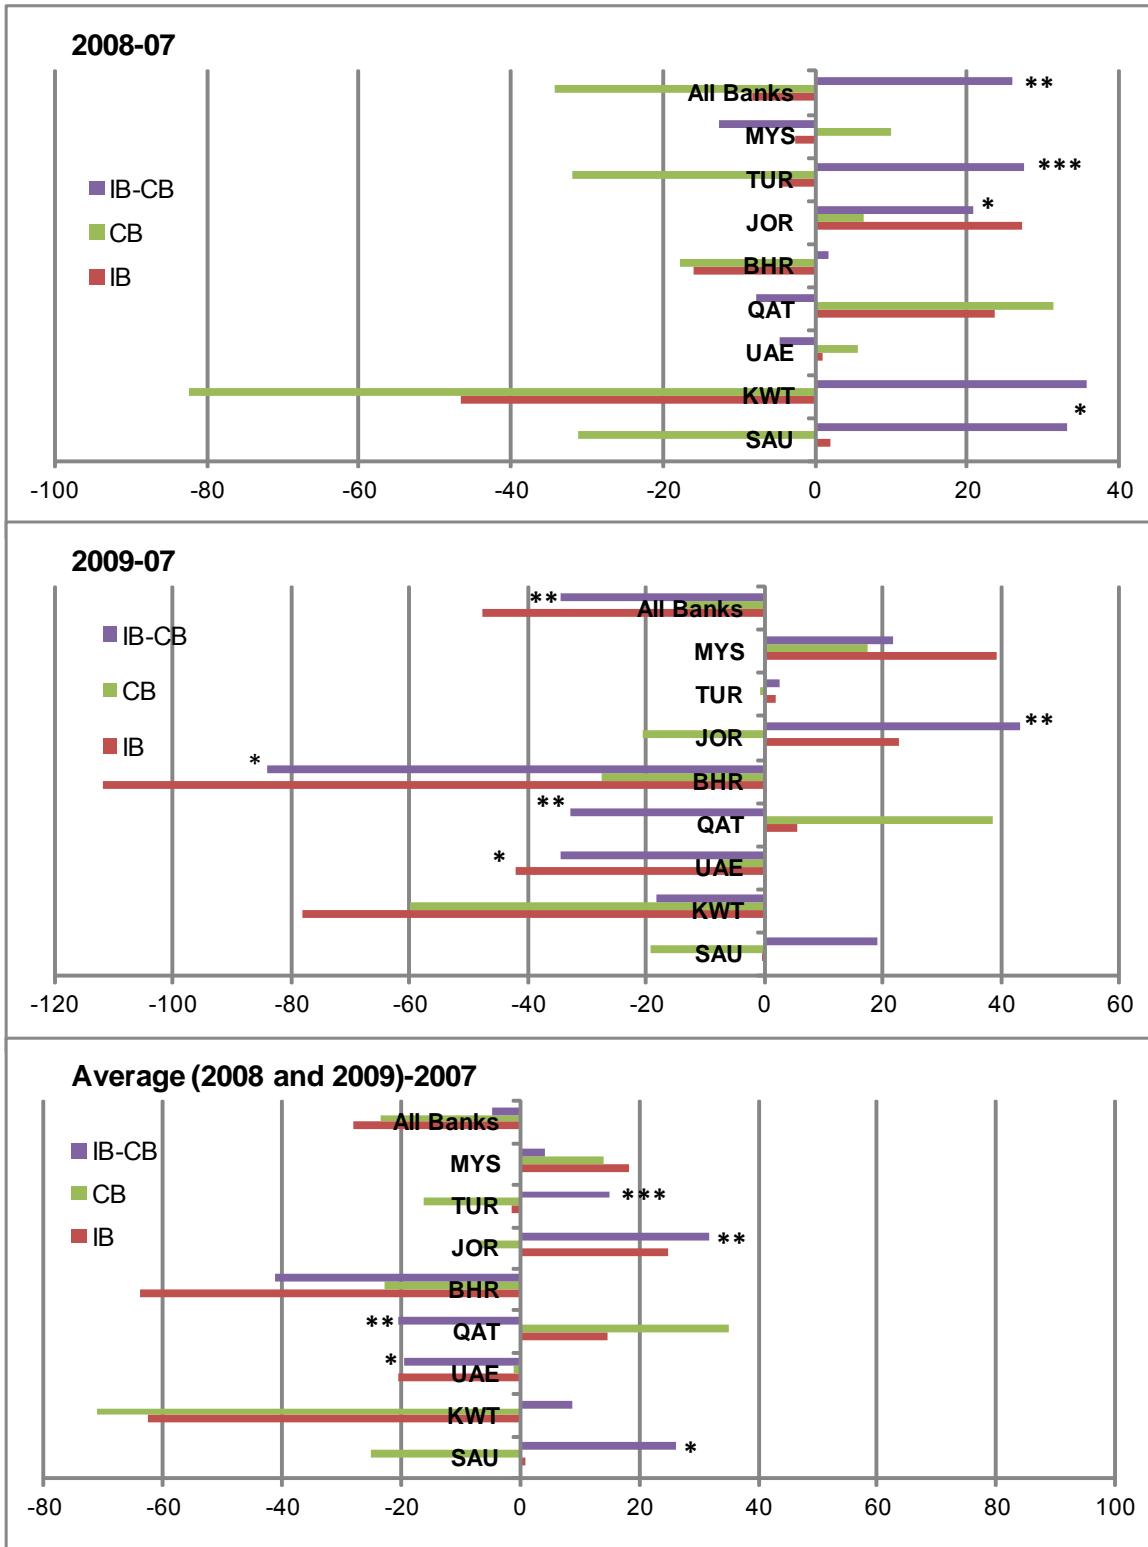 2008-07
All Banks
**
MYS
TUR
***
IB-CB
JOR
*
CB
BHR
IB
QAT
UAE
KWT
*
SAU
-100 -80 -60 -40 -20 0 20 40
2009-07
All Banks
**
IB-CB
MYS
CB
TUR
JOR
**
IB
*
BHR
**
QAT
*
UAE
KWT
SAU
-120 -100 -80 -60 -40 -20 0 20 40 60
Average (2008 and 2009)-2007
All Banks
IB-CB
MYS
CB
TUR
***
IB
JOR
**
BHR
**
QAT
*
UAE
KWT
SAU
*
-80 -60 -40 -20 0 20 40 60 80 100